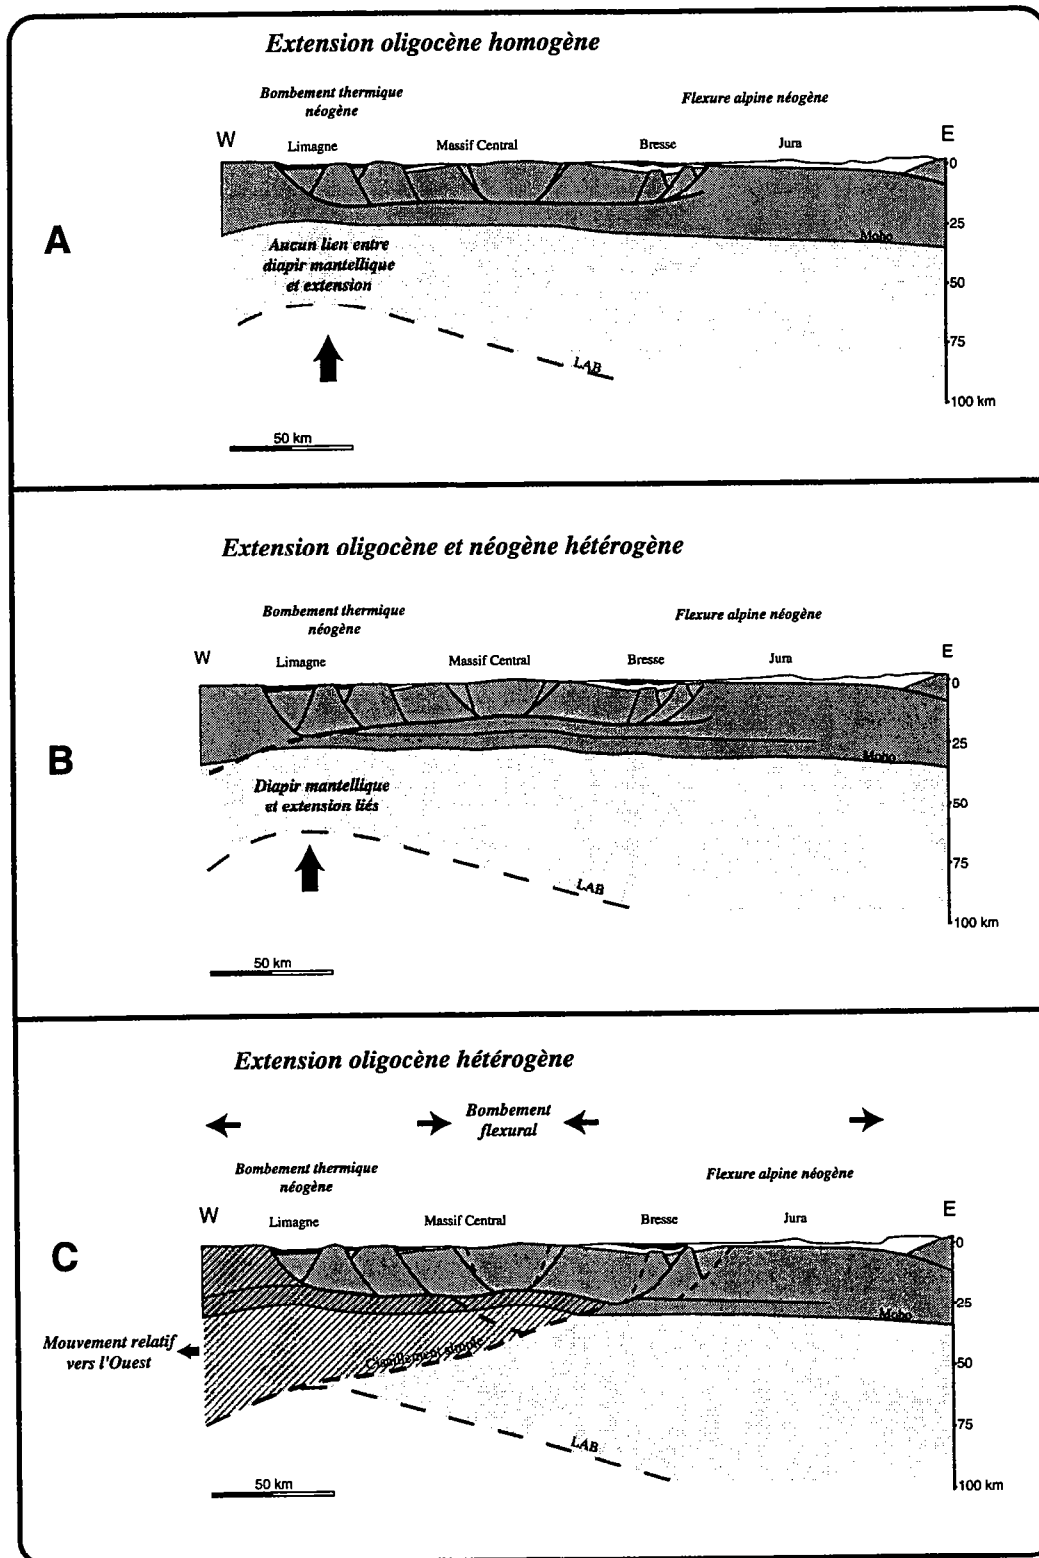 Extension oligocène homogène
Bombement thermique
néogène
Flexure alpine néogène
W
E
Limagne
Massif Central
Bresse
Jura
0
A
25
Moho
Aucun lien entre
diapir mantellique
et extension
50
75
LAB
100 km
50 km
Extension oligocène et néogène hétérogène
Bombement thermique
néogène
Flexure alpine néogène
W
E
Limagne
Massif Central
Bresse
Jura
0
B
25
Moho
Diapir mantellique
et extension liés
50
75
LAB
100 km
50 km
Extension oligocène hétérogène
Bombement
flexural
Bombement thermique
néogène
Flexure alpine néogène
W
E
Limagne
Massif Central
Bresse
Jura
0
C
25
Moho
Mouvement relatif
vers l'Ouest
Cisaillement simple
50
75
LAB
100 km
50 km